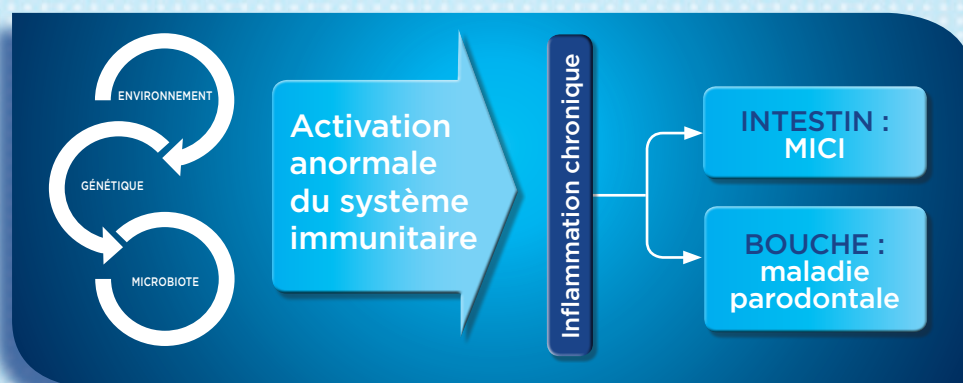 ENVIRONNEMENT
GÉNÉTIQUE
MICROBIOTE
Activation
anormale
du système
immunitaire
Inflammation chronique
INTESTIN :
MICI
BOUCHE :
maladie
parodontale